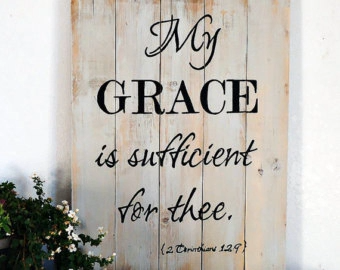 My
GRACE
is sufficient
for thee.
{2 Corinthians 12:9}